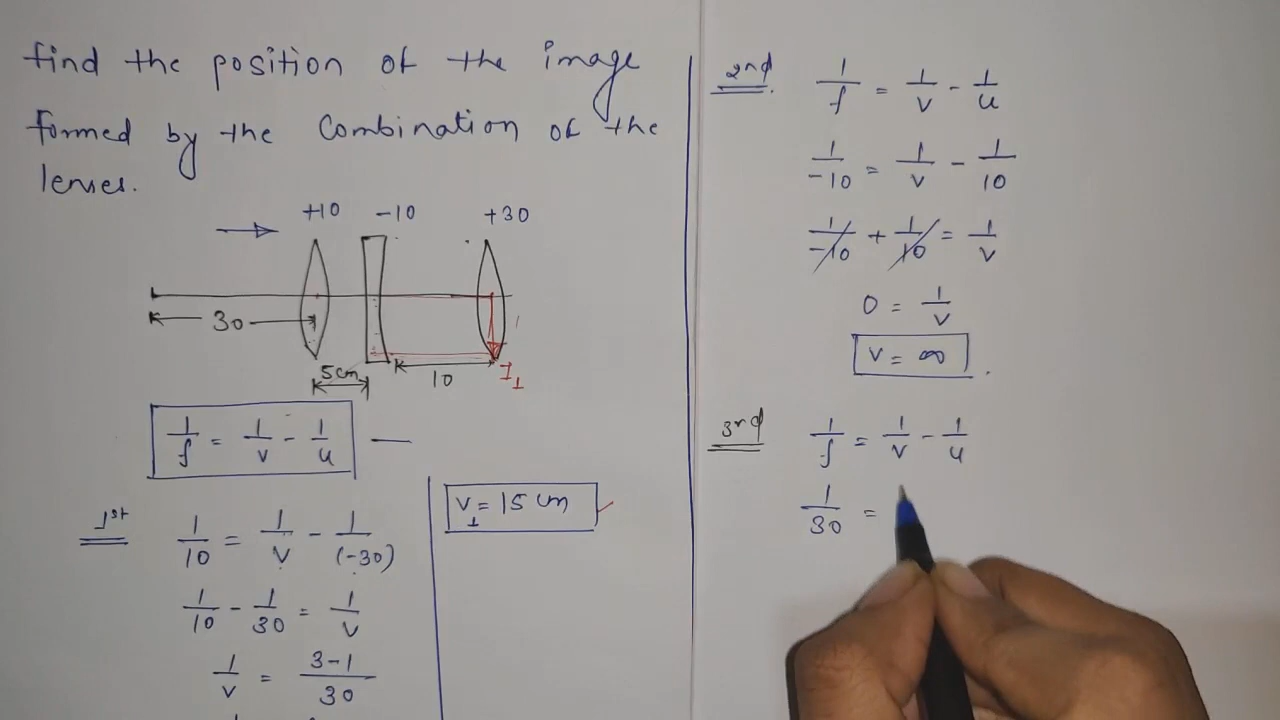 find the position of the image
formed by the Combination of the
lenses.
+10 -10 +30
30
5cm
10
I1
1/f = 1/v - 1/u
1st
1/10 = 1/v - 1/(-30)
1/10 - 1/30 = 1/v
1/v = 3-1/30
v1 = 15 cm
2nd
1/f = 1/v - 1/u
1/-10 = 1/v - 1/10
1/-10 + 1/10 = 1/v
0 = 1/v
v = ∞
3rd
1/f = 1/v - 1/u
1/30 =